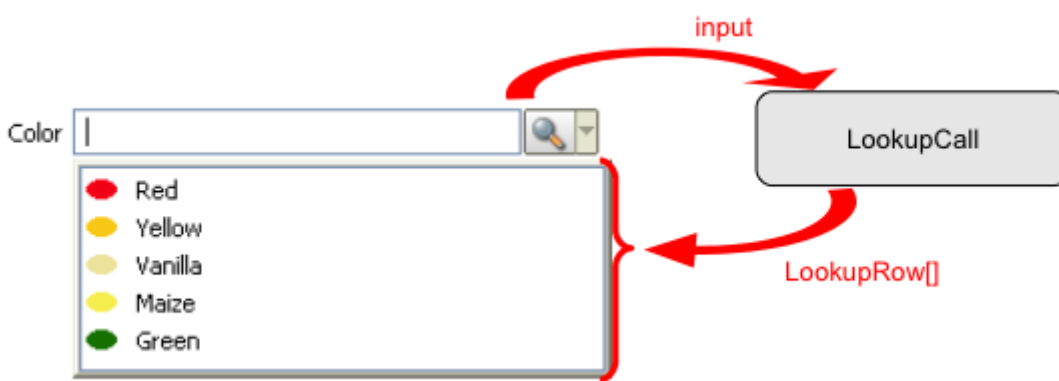 input
Color
LookupCall
Red
Yellow
Vanilla
Maize
Green
LookupRow[]